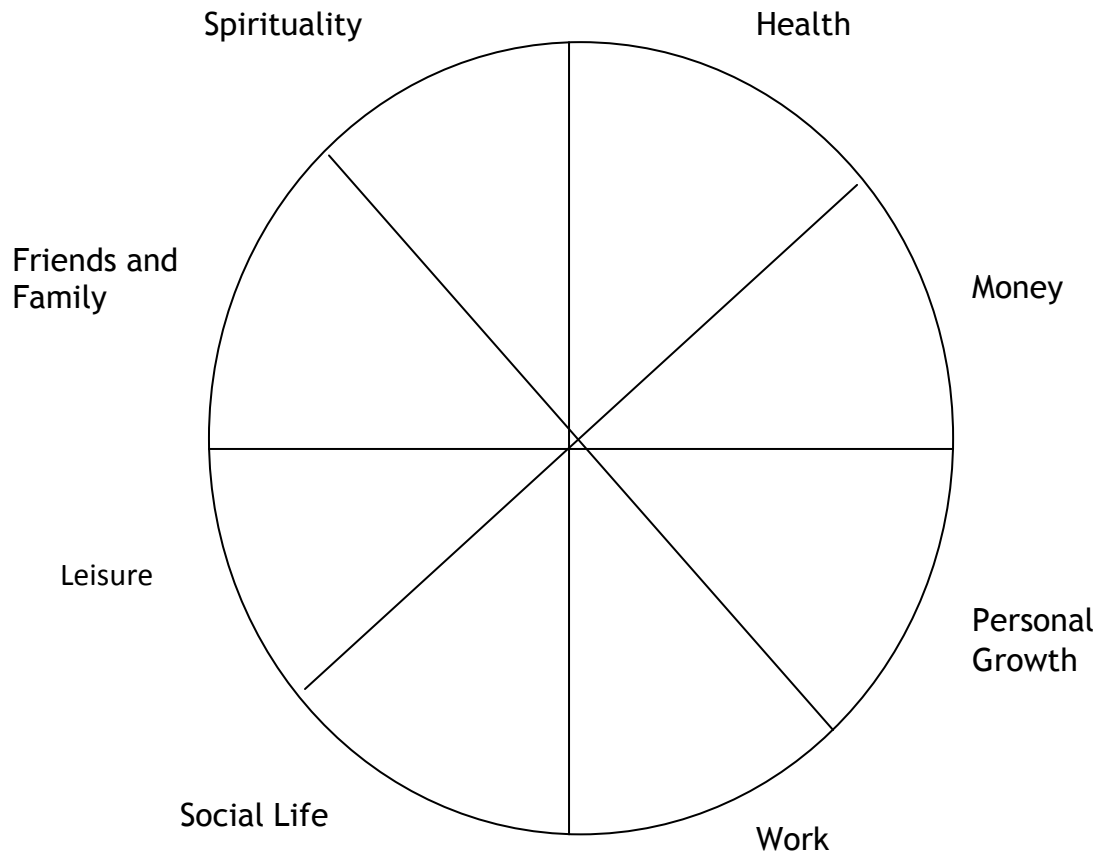 Spirituality
Health
Friends and
Family
Money
Leisure
Personal
Growth
Social Life
Work